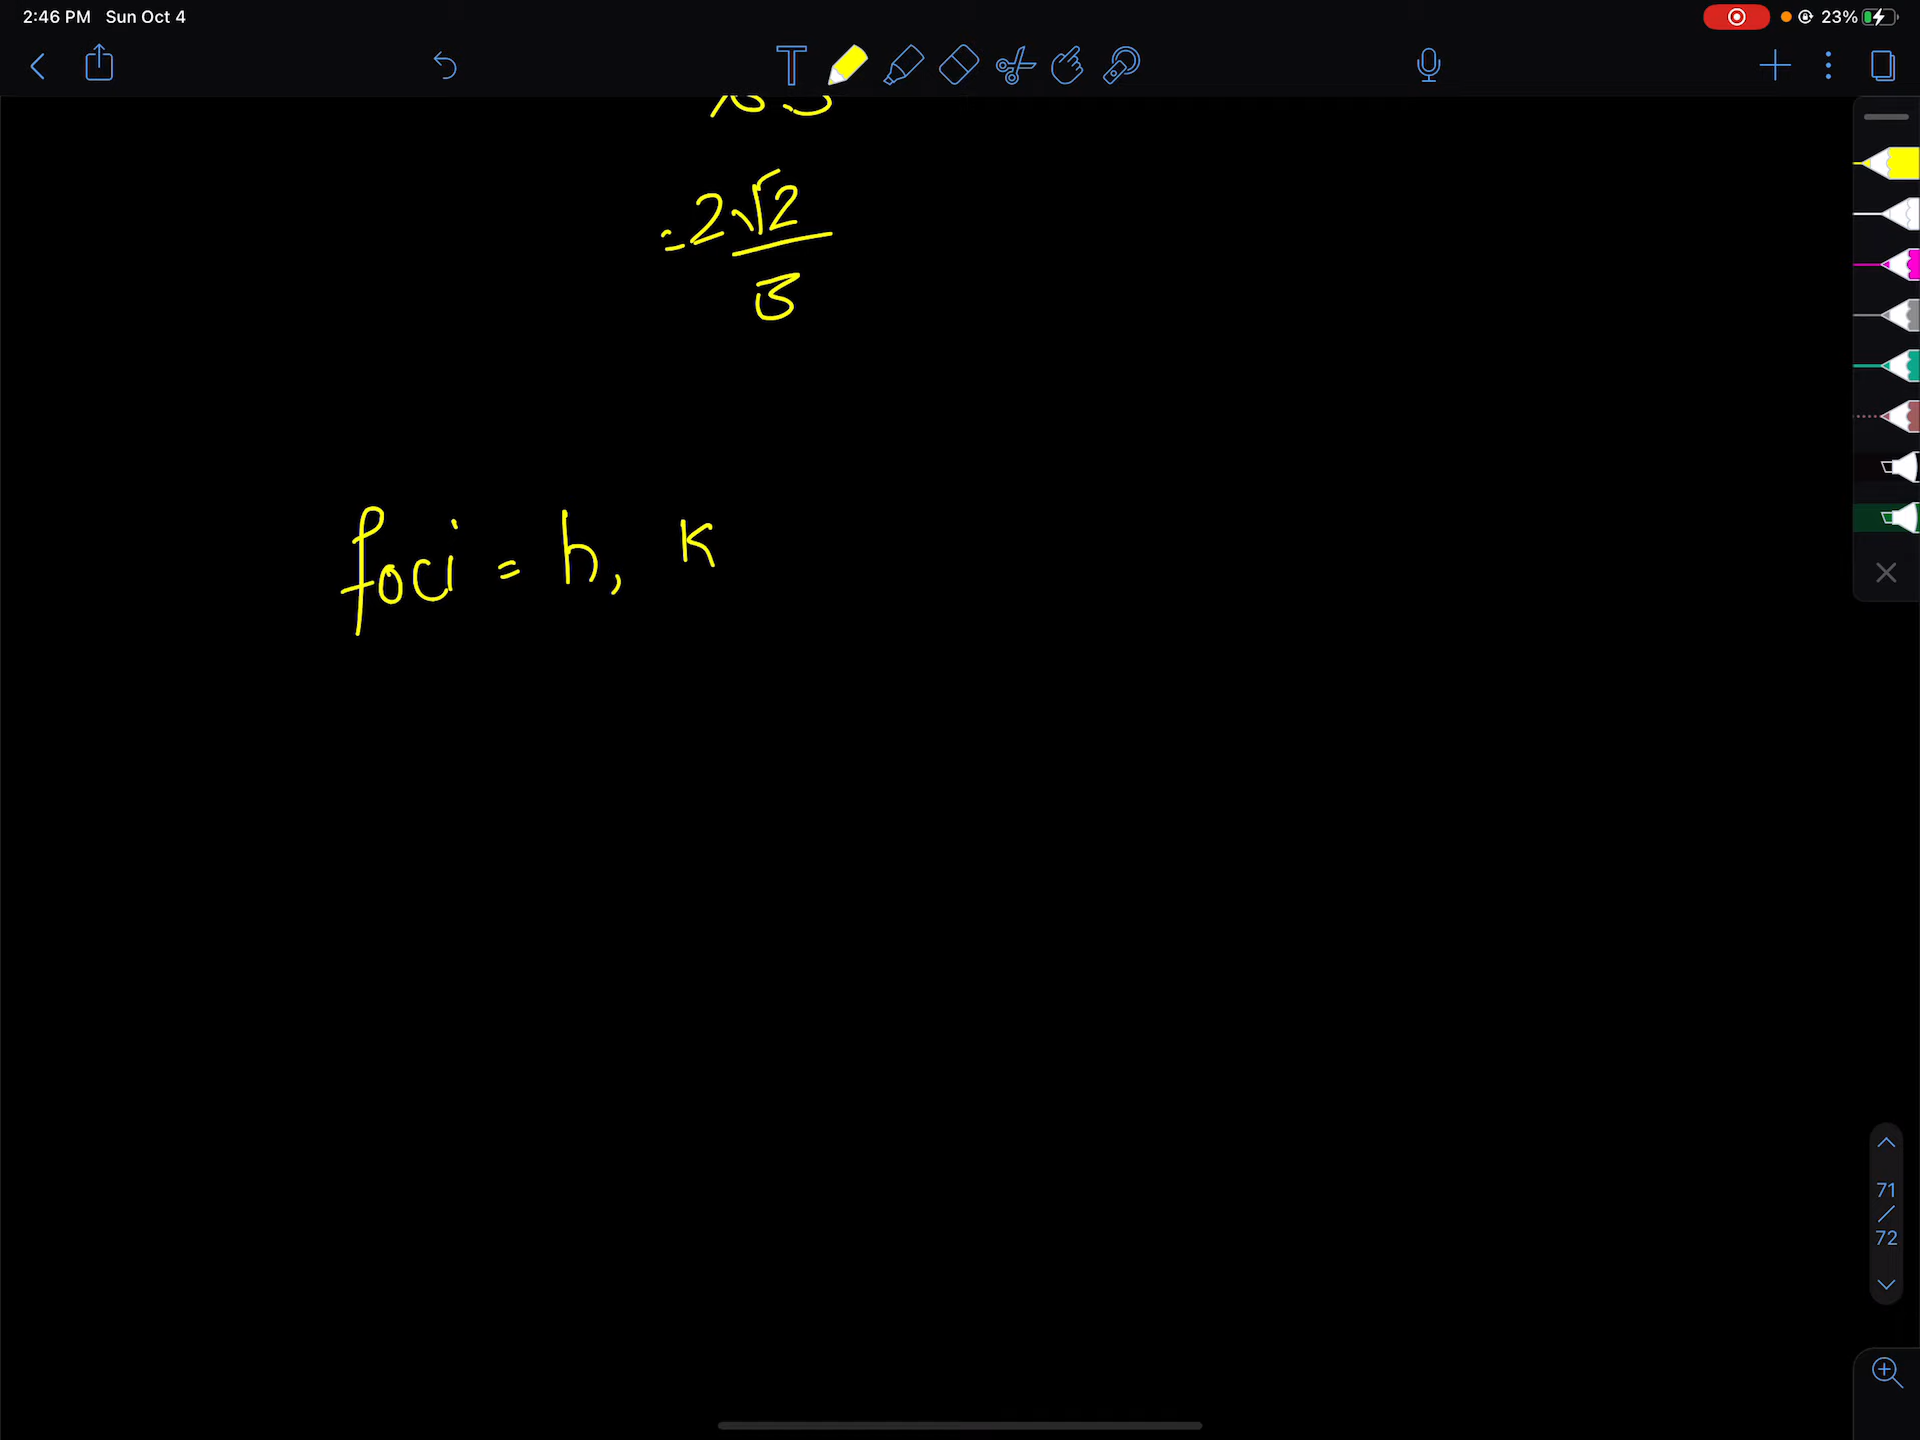 2:46 PM Sun Oct 4
23%
T
= 2√2
3
foci = h, K
71
/
72